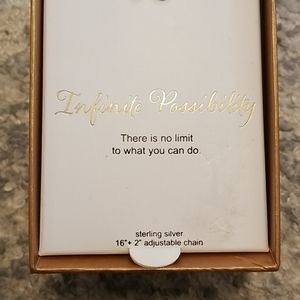 Infinite Possibility
There is no limit
to what you can do.
sterling silver
16"+ 2" adjustable chain